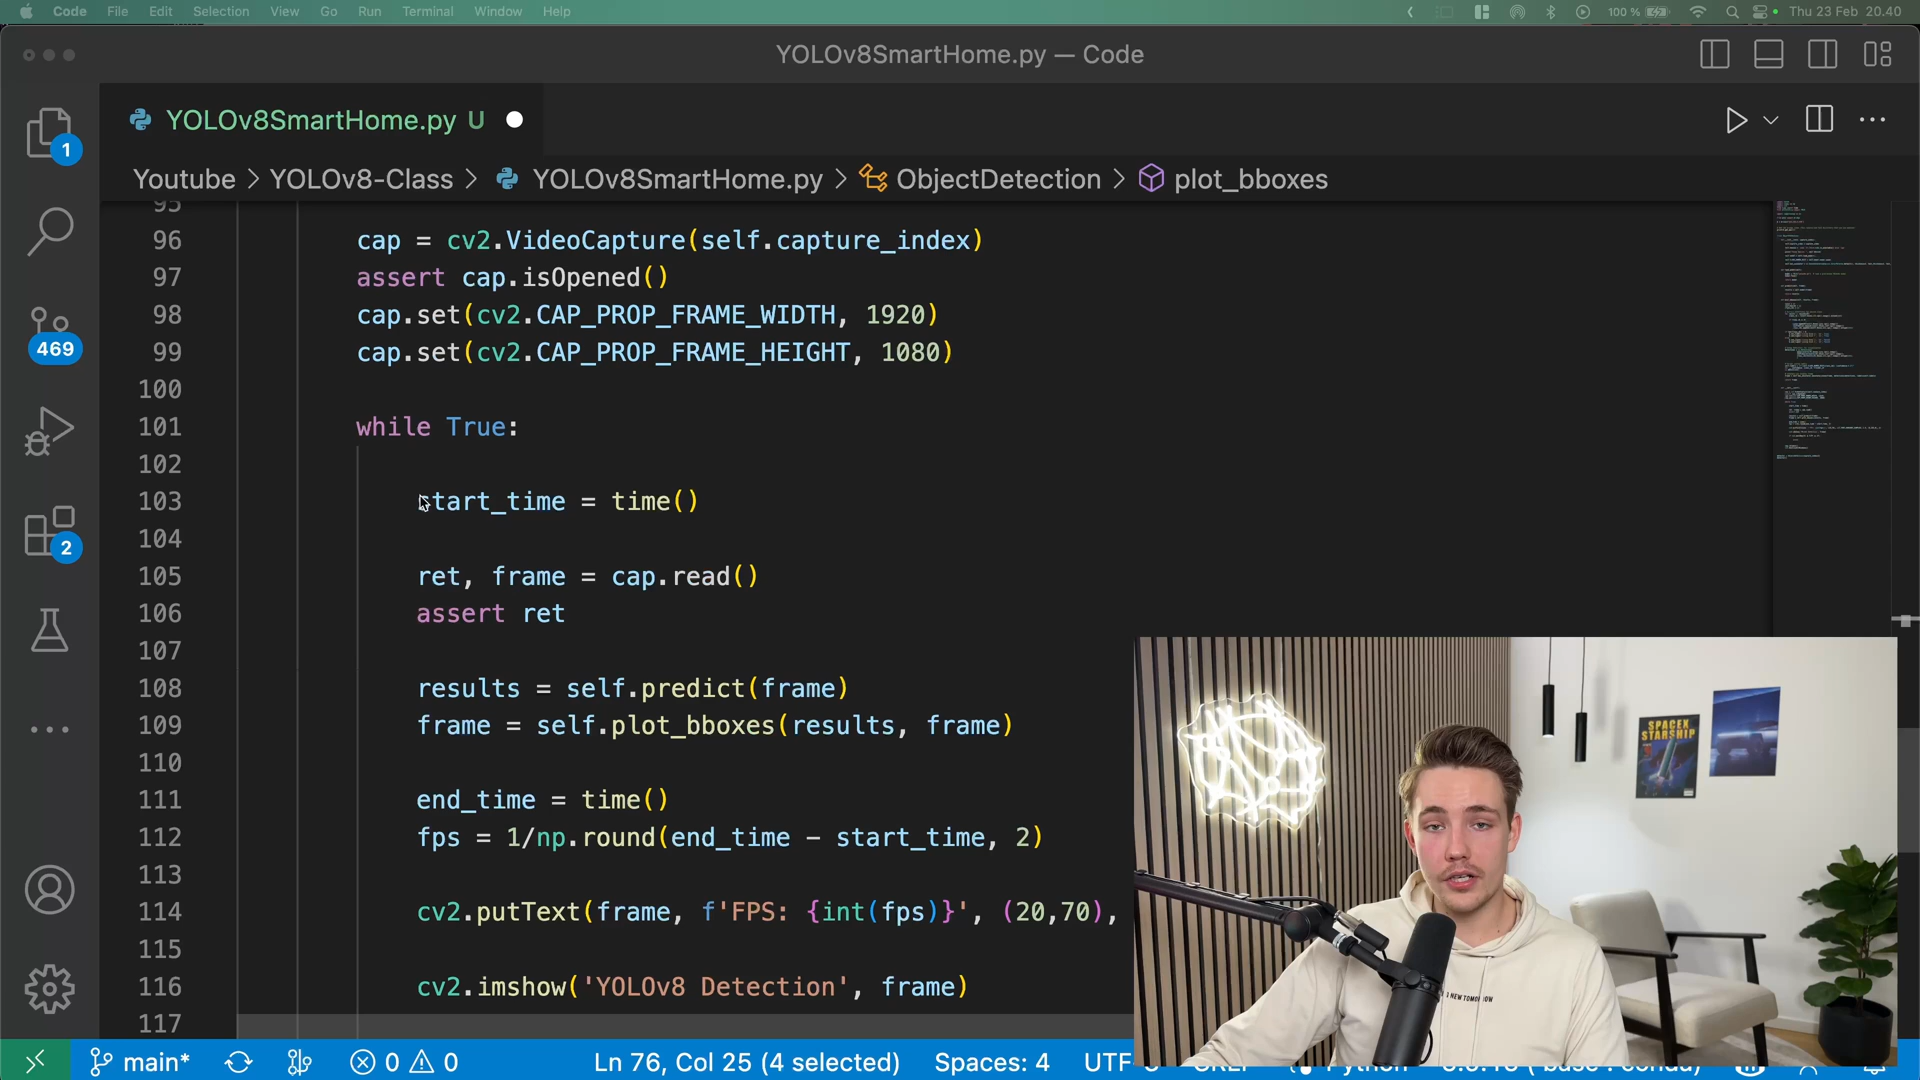 Code File Edit Selection View Go Run Terminal Window Help 100 % Thu 23 Feb 20.40
YOLOv8SmartHome.py — Code
YOLOv8SmartHome.py U
1
Youtube > YOLOv8-Class > YOLOv8SmartHome.py > ObjectDetection > plot_bboxes
95
96 cap = cv2.VideoCapture(self.capture_index)
97 assert cap.isOpened()
98 cap.set(cv2.CAP_PROP_FRAME_WIDTH, 1920)
99 cap.set(cv2.CAP_PROP_FRAME_HEIGHT, 1080)
469
100
101 while True:
102
103 start_time = time()
104
2
105 ret, frame = cap.read()
106 assert ret
107
108 results = self.predict(frame)
109 frame = self.plot_bboxes(results, frame)
110
111 end_time = time()
112 fps = 1/np.round(end_time - start_time, 2)
113
114 cv2.putText(frame, f'FPS: {int(fps)}', (20,70),
115
116 cv2.imshow('YOLOv8 Detection', frame)
117
SPACEX
STARSHIP
NEW TOMORROW
main* 0 0 Ln 76, Col 25 (4 selected) Spaces: 4 UTF